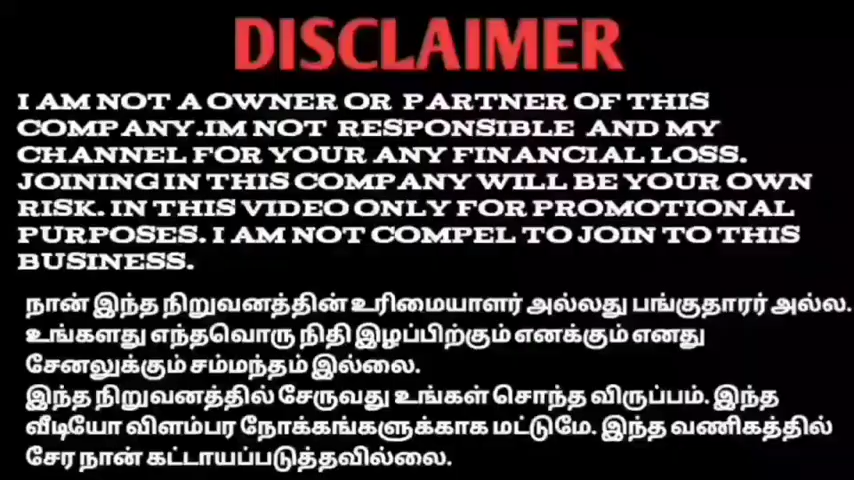 DISCLAIMER
I AM NOT A OWNER OR PARTNER OF THIS
COMPANY.IM NOT RESPONSIBLE AND MY
CHANNEL FOR YOUR ANY FINANCIAL LOSS.
JOINING IN THIS COMPANY WILL BE YOUR OWN
RISK. IN THIS VIDEO ONLY FOR PROMOTIONAL
PURPOSES. I AM NOT COMPEL TO JOIN TO THIS
BUSINESS.
நான் இந்த நிறுவனத்தின் உரிமையாளர் அல்லது பங்குதாரர் அல்ல.
உங்களது எந்தவொரு நிதி இழப்பிற்கும் எனக்கும் எனது
சேனலுக்கும் சம்மந்தம் இல்லை.
இந்த நிறுவனத்தில் சேருவது உங்கள் சொந்த விருப்பம். இந்த
வீடியோ விளம்பர நோக்கங்களுக்காக மட்டுமே. இந்த வணிகத்தில்
சேர நான் கட்டாயப்படுத்தவில்லை.